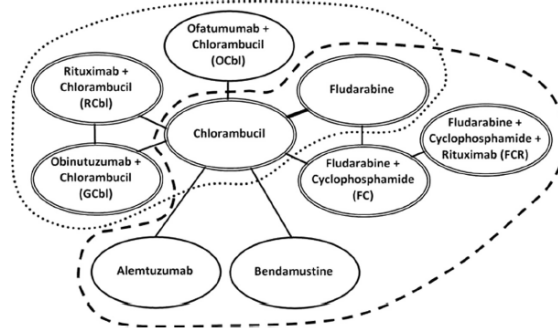 Ofatumumab +
Chlorambucil
(OCbl)
Rituximab +
Chlorambucil
(RCbl)
Fludarabine
Chlorambucil
Fludarabine +
Cyclophosphamide +
Rituximab (FCR)
Obinutuzumab +
Chlorambucil
(GCbl)
Fludarabine +
Cyclophosphamide
(FC)
Alemtuzumab
Bendamustine